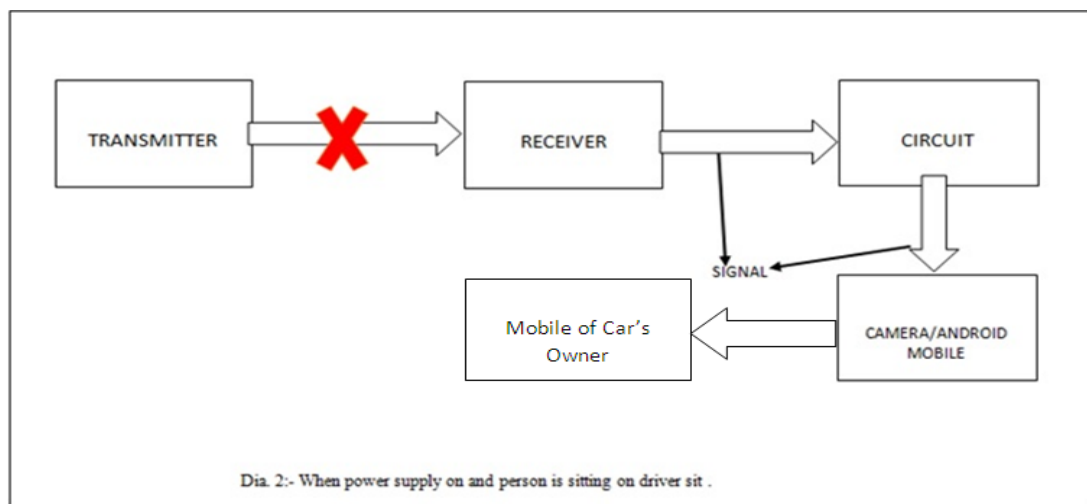 TRANSMITTER
RECEIVER
CIRCUIT
SIGNAL
Mobile of Car's
Owner
CAMERA/ANDROID
MOBILE
Dia. 2:- When power supply on and person is sitting on driver sit .